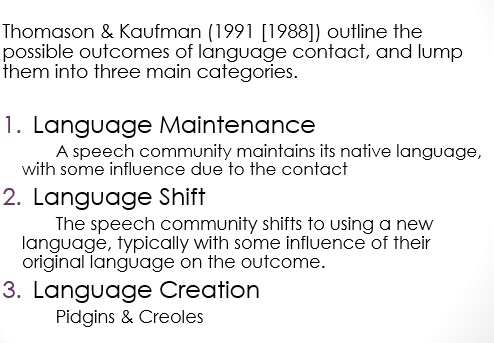 Thomason & Kaufman (1991 [1988]) outline the
possible outcomes of language contact, and lump
them into three main categories.
1. Language Maintenance
A speech community maintains its native language,
with some influence due to the contact
2. Language Shift
The speech community shifts to using a new
language, typically with some influence of their
original language on the outcome.
3. Language Creation
Pidgins & Creoles